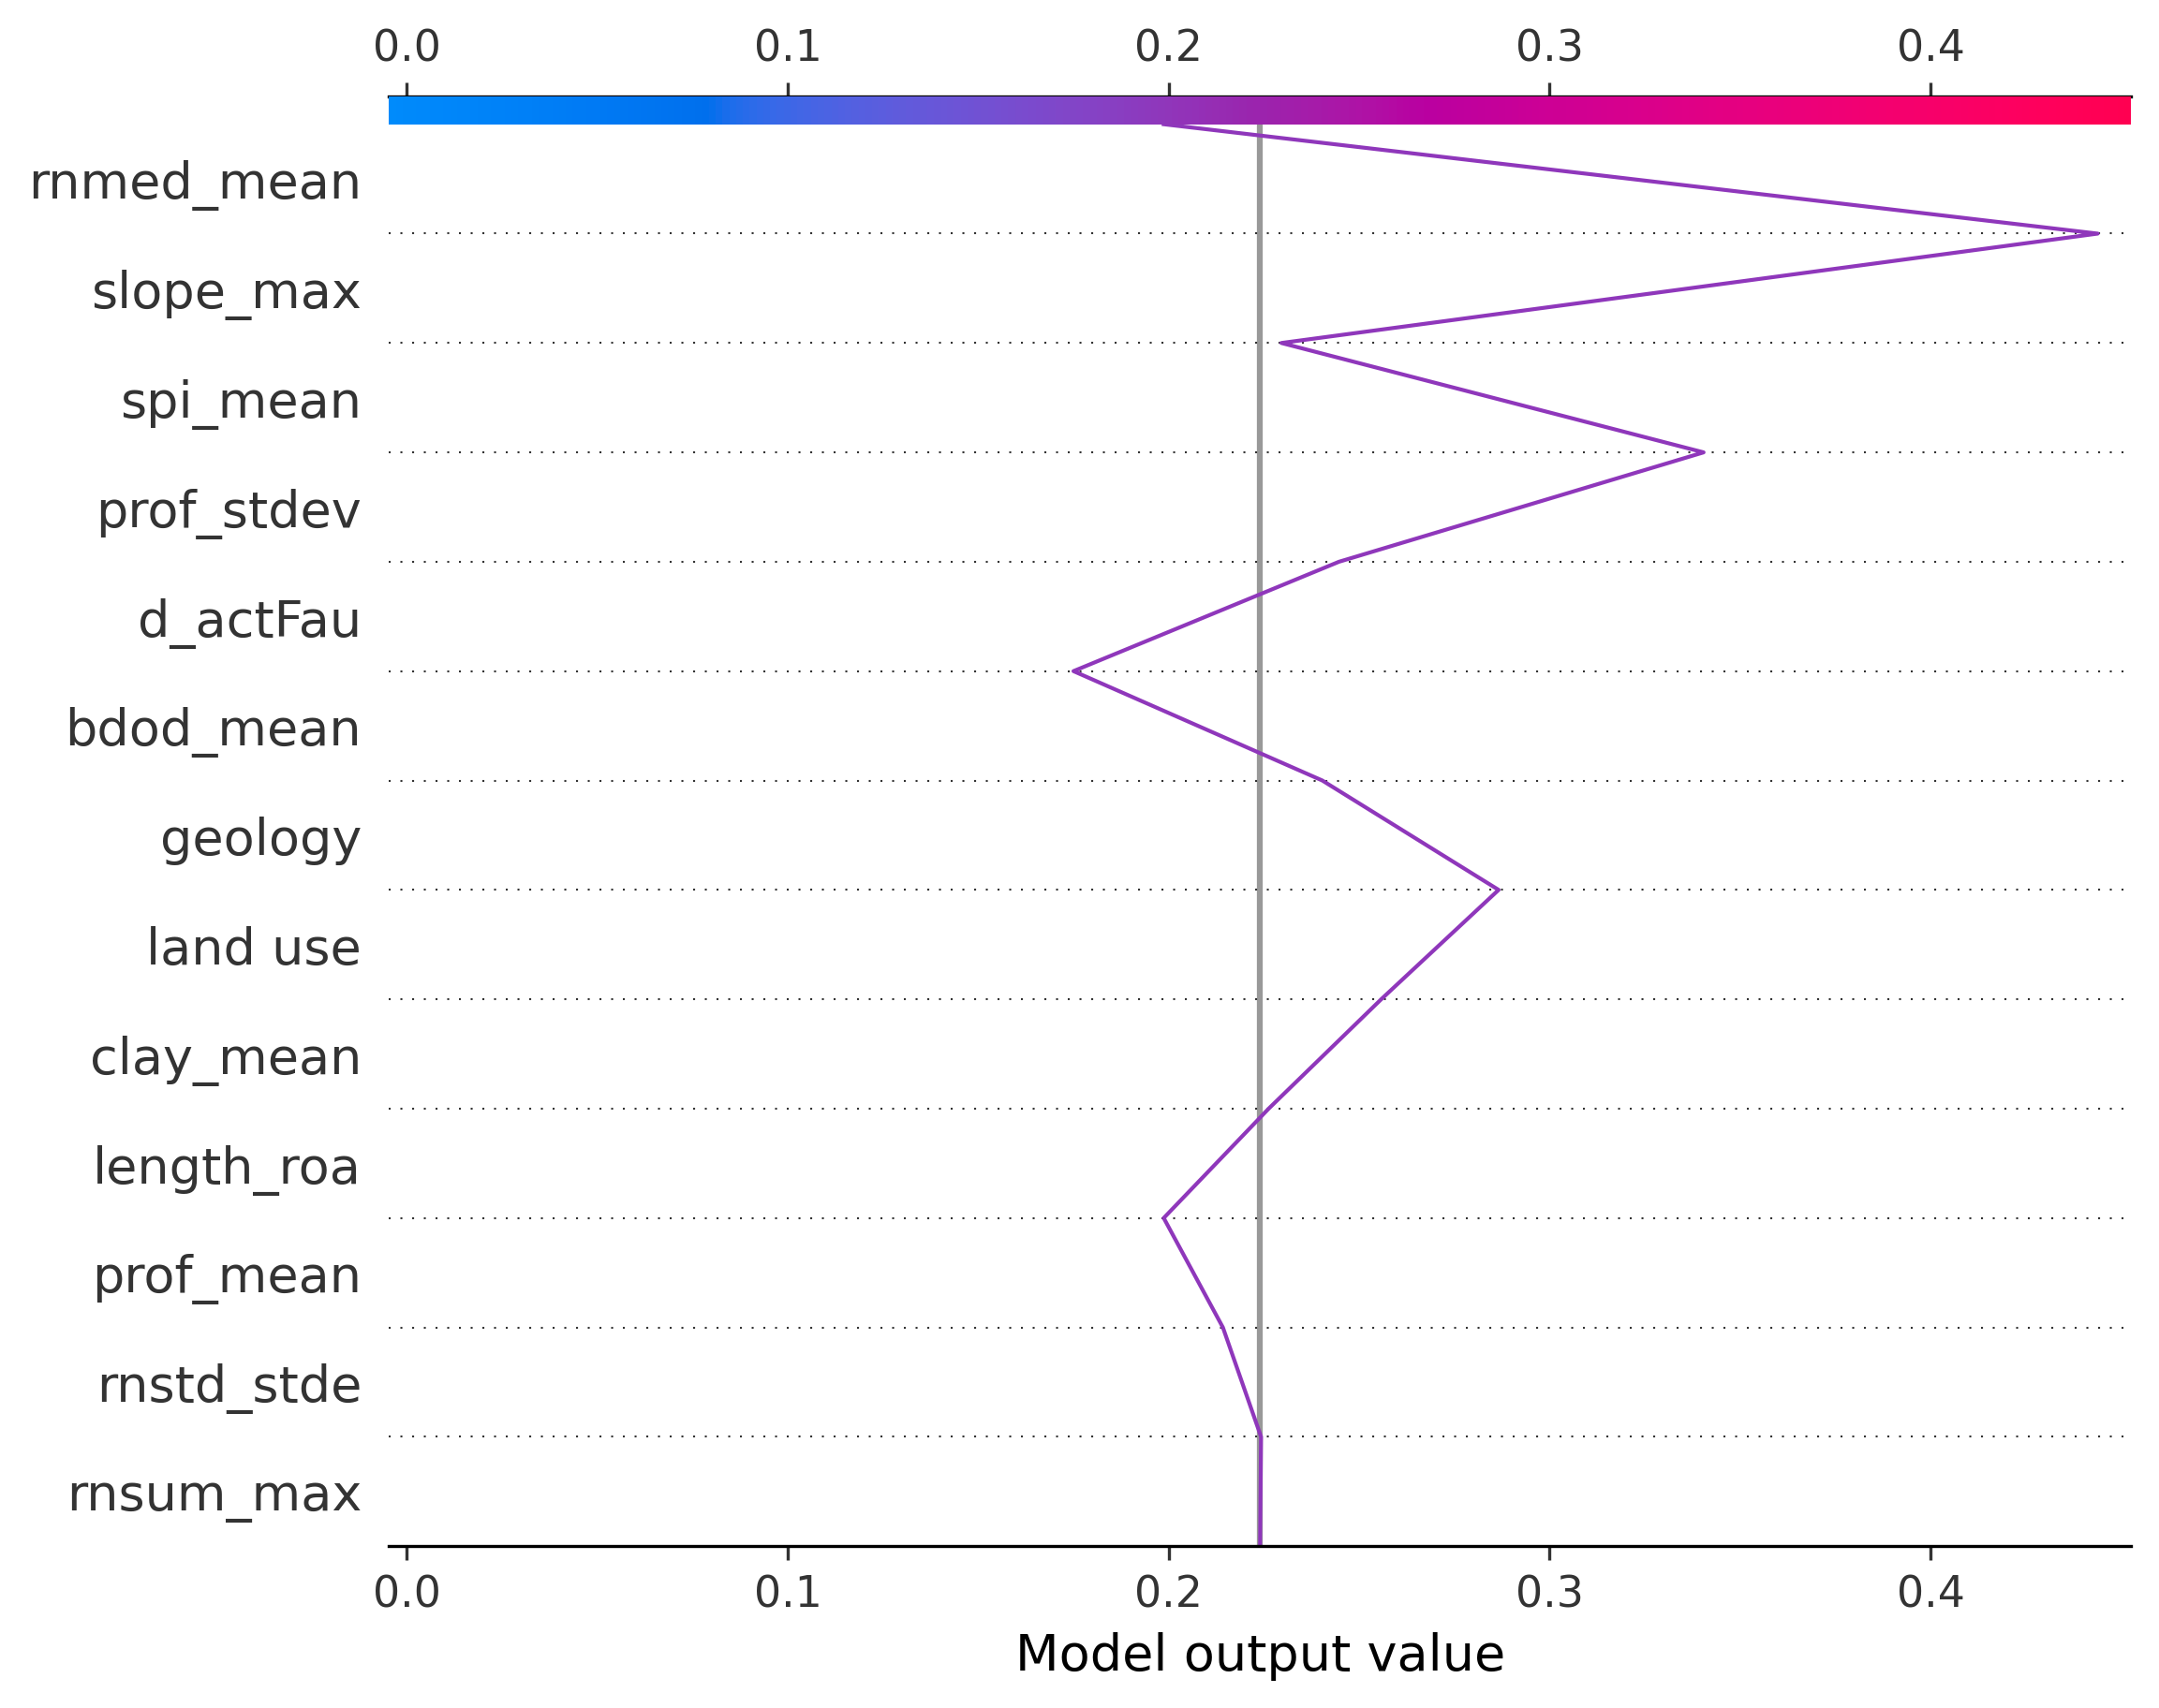 0.0 0.1 0.2 0.3 0.4
rnmed_mean
slope_max
spi_mean
prof_stdev
d_actFau
bdod_mean
geology
land use
clay_mean
length_roa
prof_mean
rnstd_stde
rnsum_max
0.0 0.1 0.2 0.3 0.4
Model output value